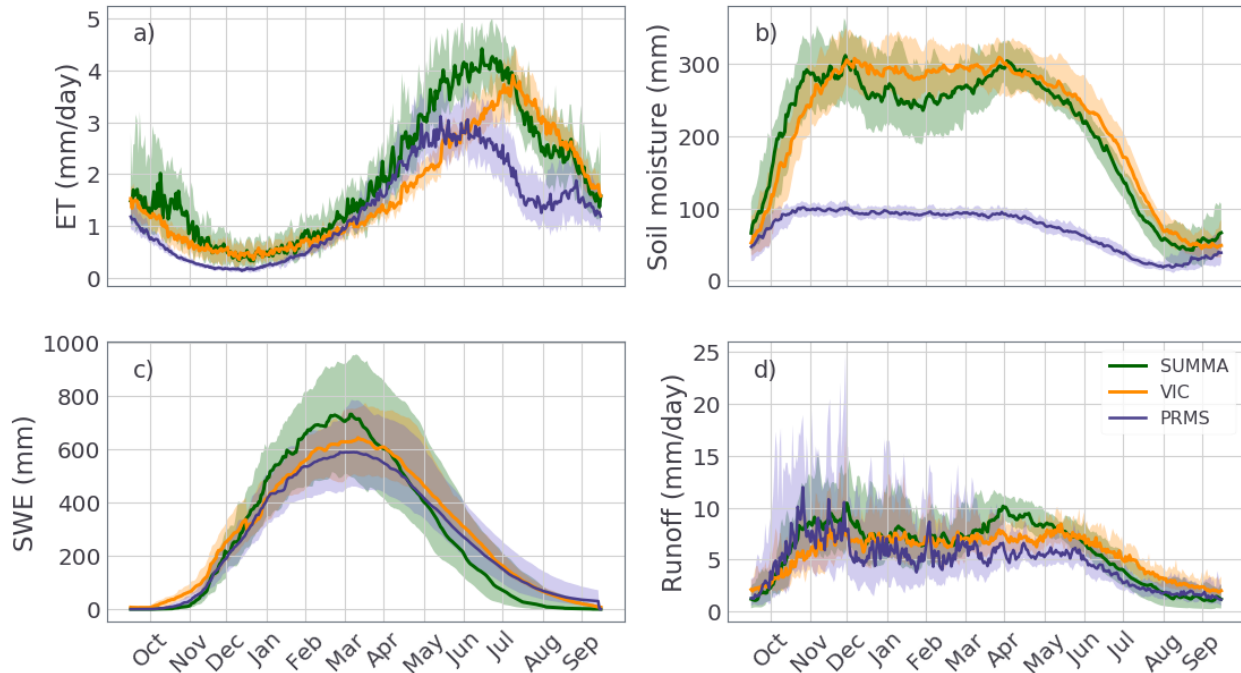 a)
5
4
3
2
1
0
ET (mm/day)
b)
300
200
100
0
Soil moisture (mm)
c)
1000
800
600
400
200
0
SWE (mm)
Oct Nov Dec Jan Feb Mar Apr May Jun Jul Aug Sep
d)
25
20
15
10
5
0
Runoff (mm/day)
SUMMA
VIC
PRMS
Oct Nov Dec Jan Feb Mar Apr May Jun Jul Aug Sep